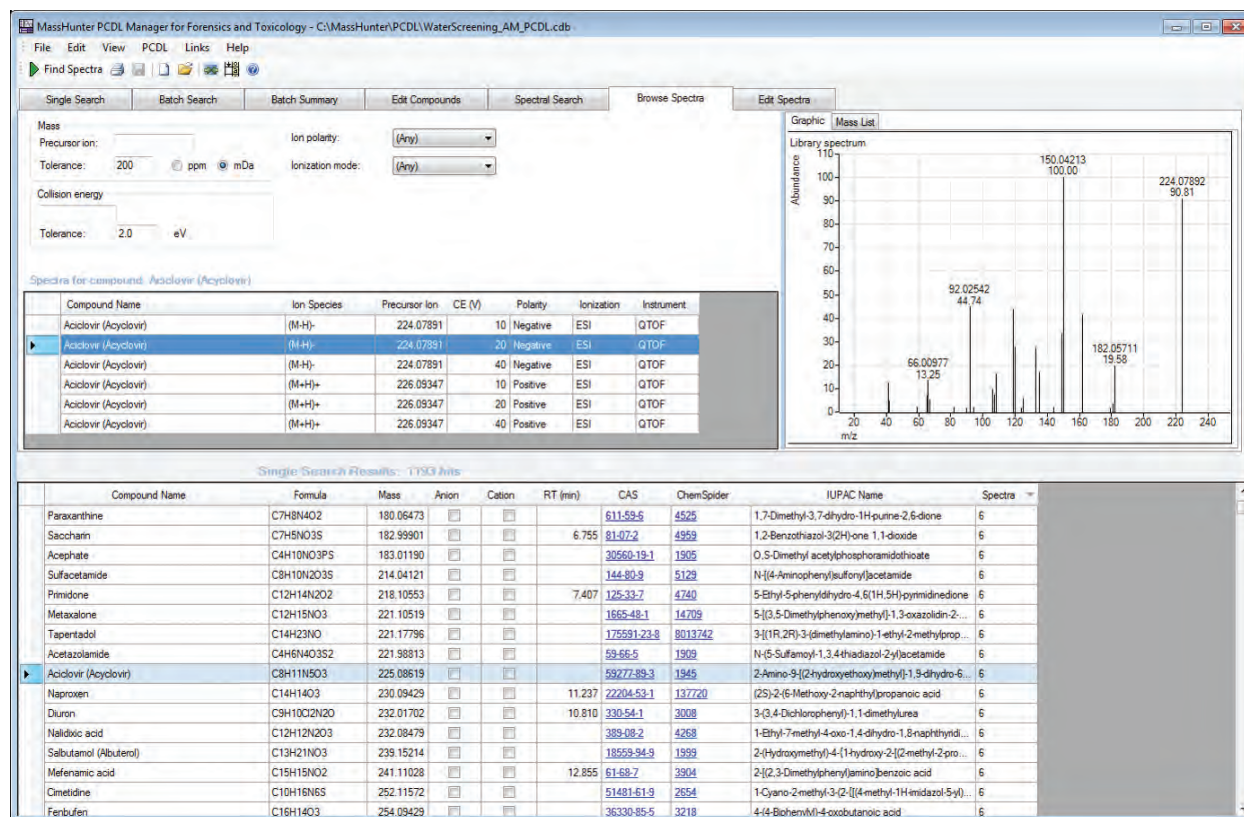 MassHunter PCDL Manager for Forensics and Toxicology - C:\MassHunter\PCDL\WaterScreening_AM_PCDL.cdb
File Edit View PCDL Links Help
Find Spectra
Single Search Batch Search Batch Summary Edit Compounds Spectral Search Browse Spectra Edit Spectra
Mass
Precursor ion:
Tolerance: 200 ppm mDa
Ion polarity: (Any)
Ionization mode: (Any)
Collision energy
Tolerance: 2.0 eV
Graphic Mass List
Library spectrum
Abundance
110
100
90
80
70
60
50
40
30
20
10
0
150.04213
100.00
224.07892
90.81
92.02542
44.74
182.05711
19.58
66.00977
13.25
20 40 60 80 100 120 140 160 180 200 220 240
m/z
Spectra for compound: Aciclovir (Acyclovir)
Compound Name Ion Species Precursor Ion CE (V) Polarity Ionization Instrument
Aciclovir (Acyclovir) (M-H)- 224.07891 10 Negative ESI QTOF
Aciclovir (Acyclovir) (M-H)- 224.07891 20 Negative ESI QTOF
Aciclovir (Acyclovir) (M-H)- 224.07891 40 Negative ESI QTOF
Aciclovir (Acyclovir) (M+H)+ 226.09347 10 Positive ESI QTOF
Aciclovir (Acyclovir) (M+H)+ 226.09347 20 Positive ESI QTOF
Aciclovir (Acyclovir) (M+H)+ 226.09347 40 Positive ESI QTOF
Single Search Results: 1193 hits
Compound Name Formula Mass Anion Cation RT (min) CAS ChemSpider IUPAC Name Spectra
Paraxanthine C7H8N4O2 180.06473 611-59-6 4525 1,7-Dimethyl-3,7-dihydro-1H-purine-2,6-dione 6
Saccharin C7H5NO3S 182.99901 6.755 81-07-2 4959 1,2-Benzothiazol-3(2H)-one 1,1-dioxide 6
Acephate C4H10NO3PS 183.01190 30560-19-1 1905 O,S-Dimethyl acetylphosphoramidothioate 6
Sulfacetamide C8H10N2O3S 214.04121 144-80-9 5129 N-[(4-Aminophenyl)sulfonyl]acetamide 6
Primidone C12H14N2O2 218.10553 7.407 125-33-7 4740 5-Ethyl-5-phenyldihydro-4,6(1H,5H)-pyrimidinedione 6
Metaxalone C12H15NO3 221.10519 1665-48-1 14709 5-[(3,5-Dimethylphenoxy)methyl]-1,3-oxazolidin-2-... 6
Tapentadol C14H23NO 221.17796 175591-23-8 8013742 3-[(1R,2R)-3-(dimethylamino)-1-ethyl-2-methylprop... 6
Acetazolamide C4H6N4O3S2 221.98813 59-66-5 1909 N-(5-Sulfamoyl-1,3,4-thiadiazol-2-yl)acetamide 6
Aciclovir (Acyclovir) C8H11N5O3 225.08619 59277-89-3 1945 2-Amino-9-[(2-hydroxyethoxy)methyl]-1,9-dihydro-6... 6
Naproxen C14H14O3 230.09429 11.237 22204-53-1 137720 (2S)-2-(6-Methoxy-2-naphthyl)propanoic acid 6
Diuron C9H10Cl2N2O 232.01702 10.810 330-54-1 3008 3-(3,4-Dichlorophenyl)-1,1-dimethylurea 6
Nalidixic acid C12H12N2O3 232.08479 389-08-2 4268 1-Ethyl-7-methyl-4-oxo-1,4-dihydro-1,8-naphthyridi... 6
Salbutamol (Albuterol) C13H21NO3 239.15214 18559-94-9 1999 2-(Hydroxymethyl)-4-{1-hydroxy-2-[(2-methyl-2-pro... 6
Mefenamic acid C15H15NO2 241.11028 12.855 61-68-7 3904 2-[(2,3-Dimethylphenyl)amino]benzoic acid 6
Cimetidine C10H16N6S 252.11572 51481-61-9 2654 1-Cyano-2-methyl-3-(2-{[(4-methyl-1H-imidazol-5-yl)... 6
Fenbufen C16H14O3 254.09429 36330-85-5 3218 4-(4-Biphenylyl)-4-oxobutanoic acid 6